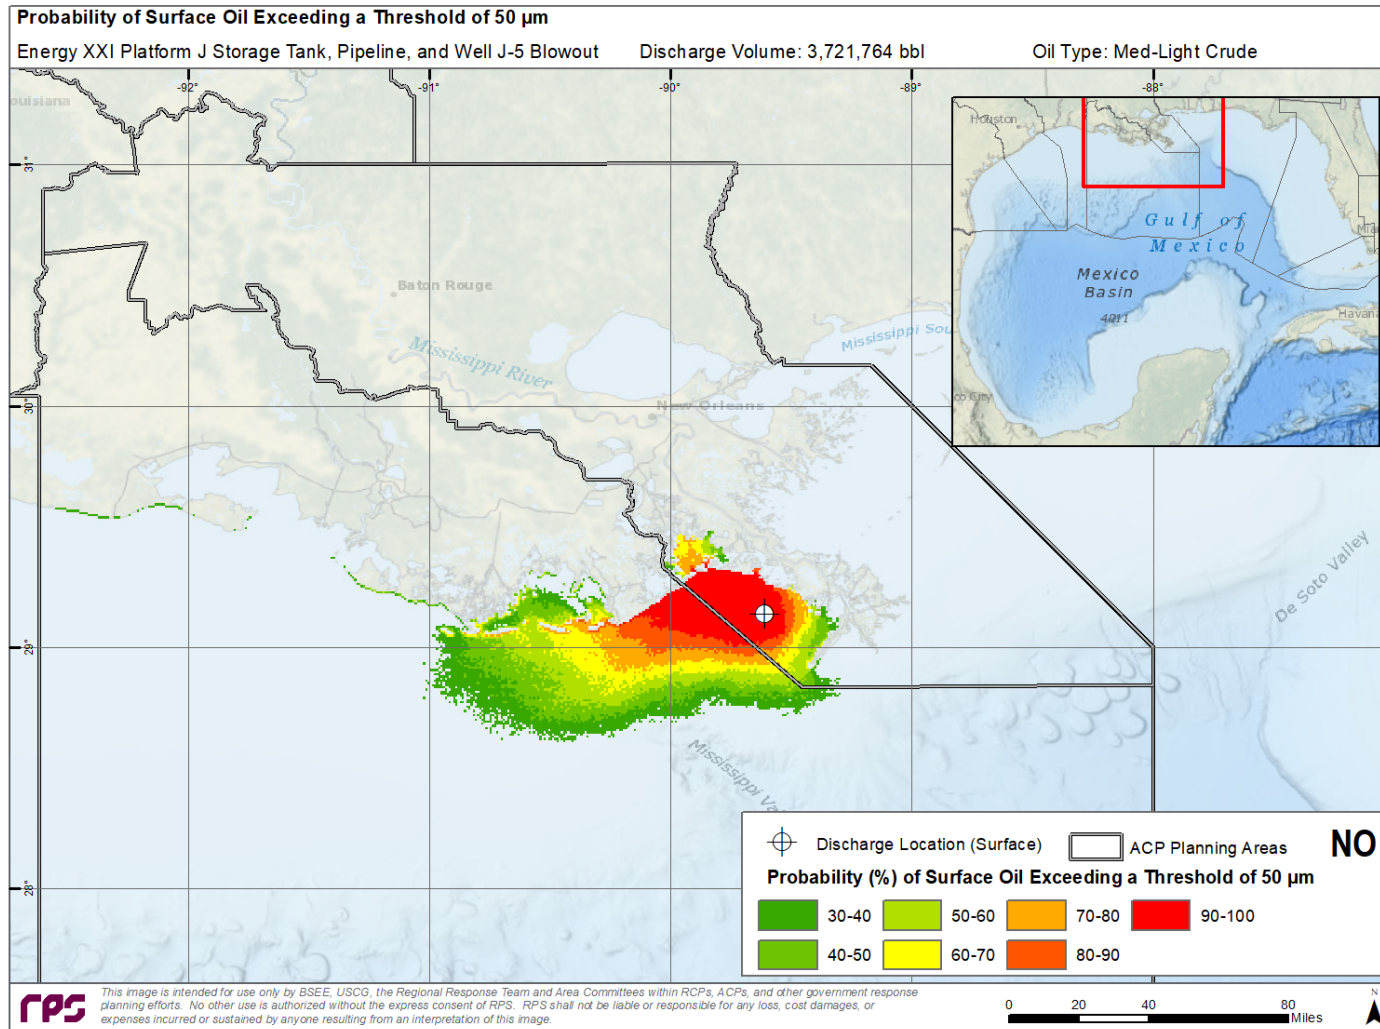 Probability of Surface Oil Exceeding a Threshold of 50 µm
Energy XXI Platform J Storage Tank, Pipeline, and Well J-5 Blowout Discharge Volume: 3,721,764 bbl Oil Type: Med-Light Crude
-92° -91° -90° -89° -88°
ouisiana
31°
30°
29°
28°
Baton Rouge
Mississippi River
New Orleans
Mississippi Sou
De Soto Valley
Mississippi Va
Houston
Gulf of
Mexico
Mexico
Basin
4011
Miam
Havana
co City
Discharge Location (Surface) ACP Planning Areas NO
Probability (%) of Surface Oil Exceeding a Threshold of 50 µm
30-40 50-60 70-80 90-100
40-50 60-70 80-90
rps
This image is intended for use only by BSEE, USCG, the Regional Response Team and Area Committees within RCPs, ACPs, and other government response
planning efforts. No other use is authorized without the express consent of RPS. RPS shall not be liable or responsible for any loss, cost damages, or
expenses incurred or sustained by anyone resulting from an interpretation of this image.
0 20 40 80
Miles
N